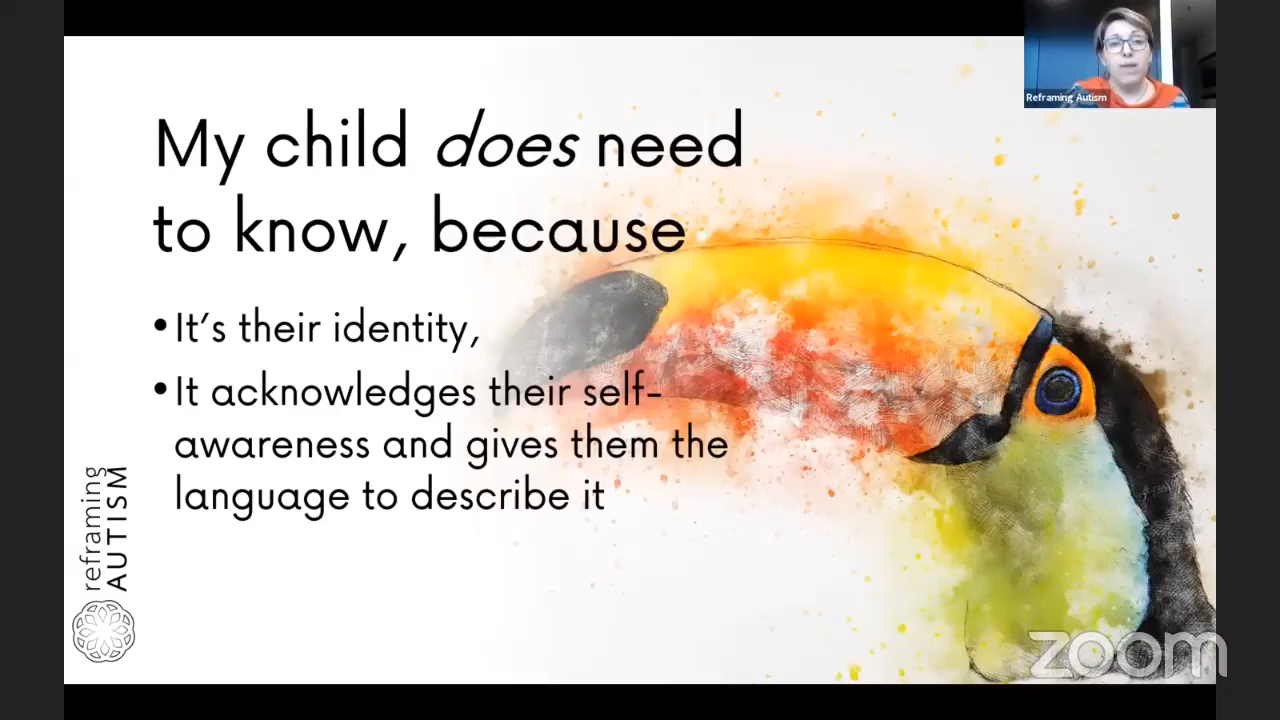 Reframing Autism
My child does need
to know, because
•It’s their identity,
•It acknowledges their self-
awareness and gives them the
language to describe it
reframing
AUTISM
zoom